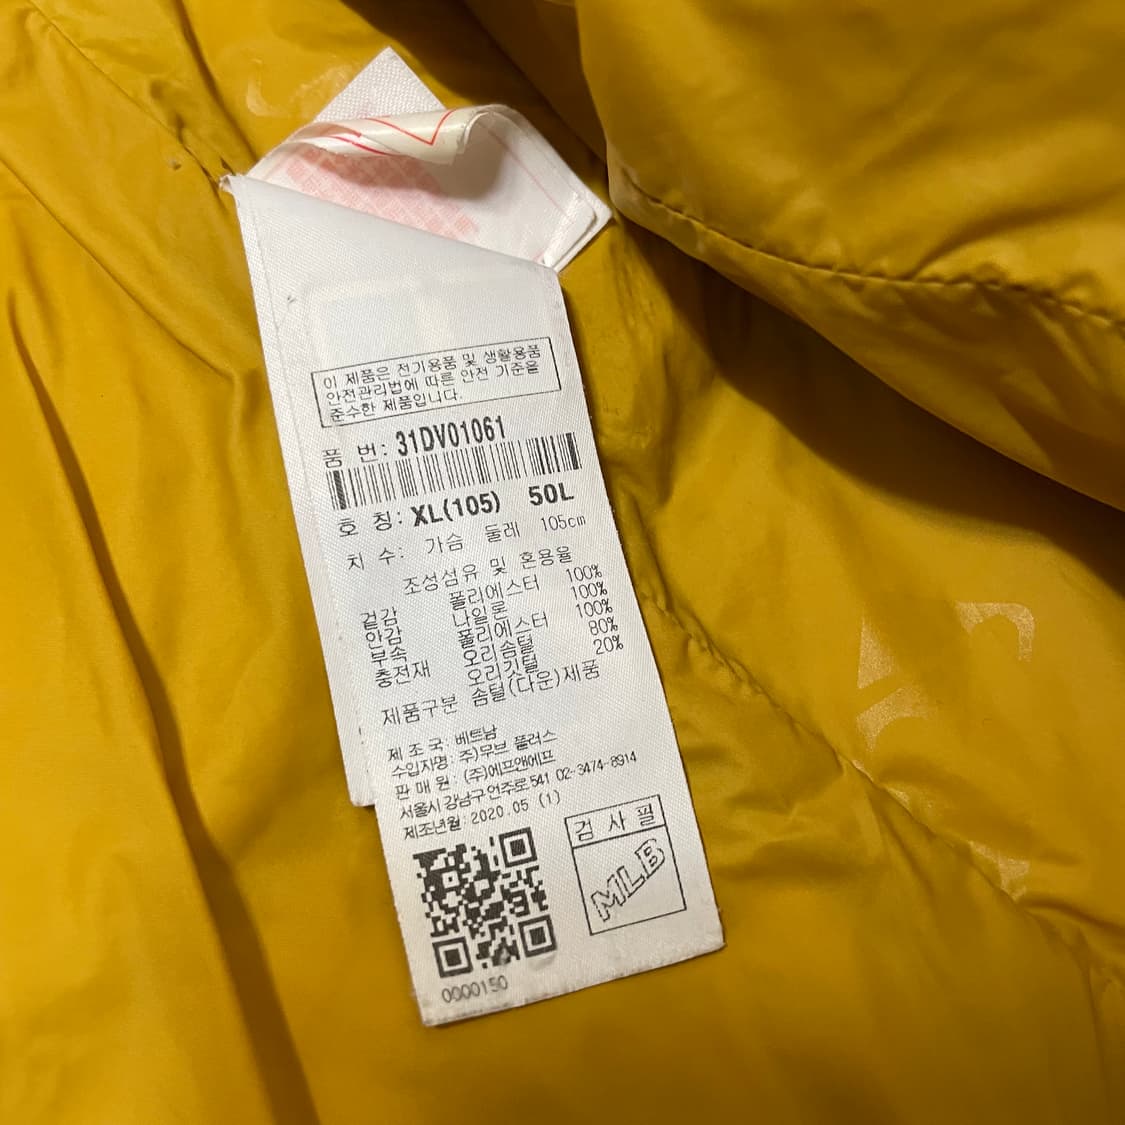 이 제품은 전기용품 및 생활용품
안전관리법에 따른 안전 기준을
준수한 제품입니다.
품 번: 31DV01061
호 칭: XL(105) 50L
치 수: 가슴 둘레 105cm
조성섬유 및 혼용율
겉감 폴리에스터 100%
안감 나일론 100%
부속 폴리에스터 100%
충전재 오리솜털 80%
오리깃털 20%
제품구분 솜털(다운)제품
제 조 국: 베트남
수입자명: 주)무브 플러스
판 매 원: (주)에프앤에프
서울시 강남구 언주로 541 02-3474-8914
제조년월: 2020.05 (1)
검 사 필
MLB
0000150